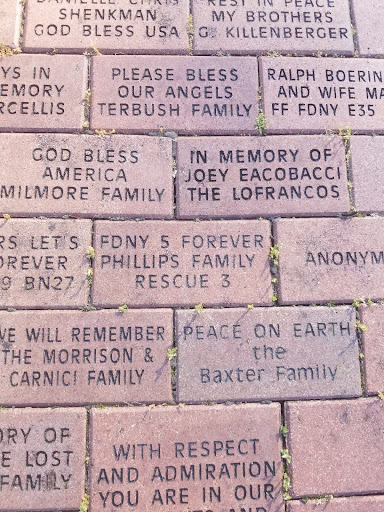 DANIELLE CHRIS
SHENKMAN
GOD BLESS USA
REST IN PEACE
MY BROTHERS
G. KILLENBERGER
YS IN
EMORY
RCELLIS
PLEASE BLESS
OUR ANGELS
TERBUSH FAMILY
RALPH BOERIN
AND WIFE MA
FF FDNY E35
GOD BLESS
AMERICA
MILMORE FAMILY
IN MEMORY OF
JOEY EACOBACCI
THE LOFRANCOS
RS LET'S
OREVER
9 BN27
FDNY 5 FOREVER
PHILLIPS FAMILY
RESCUE 3
ANONYM
WE WILL REMEMBER
THE MORRISON &
CARNICI FAMILY
PEACE ON EARTH
the
Baxter Family
ORY OF
E LOST
FAMILY
WITH RESPECT
AND ADMIRATION
YOU ARE IN OUR